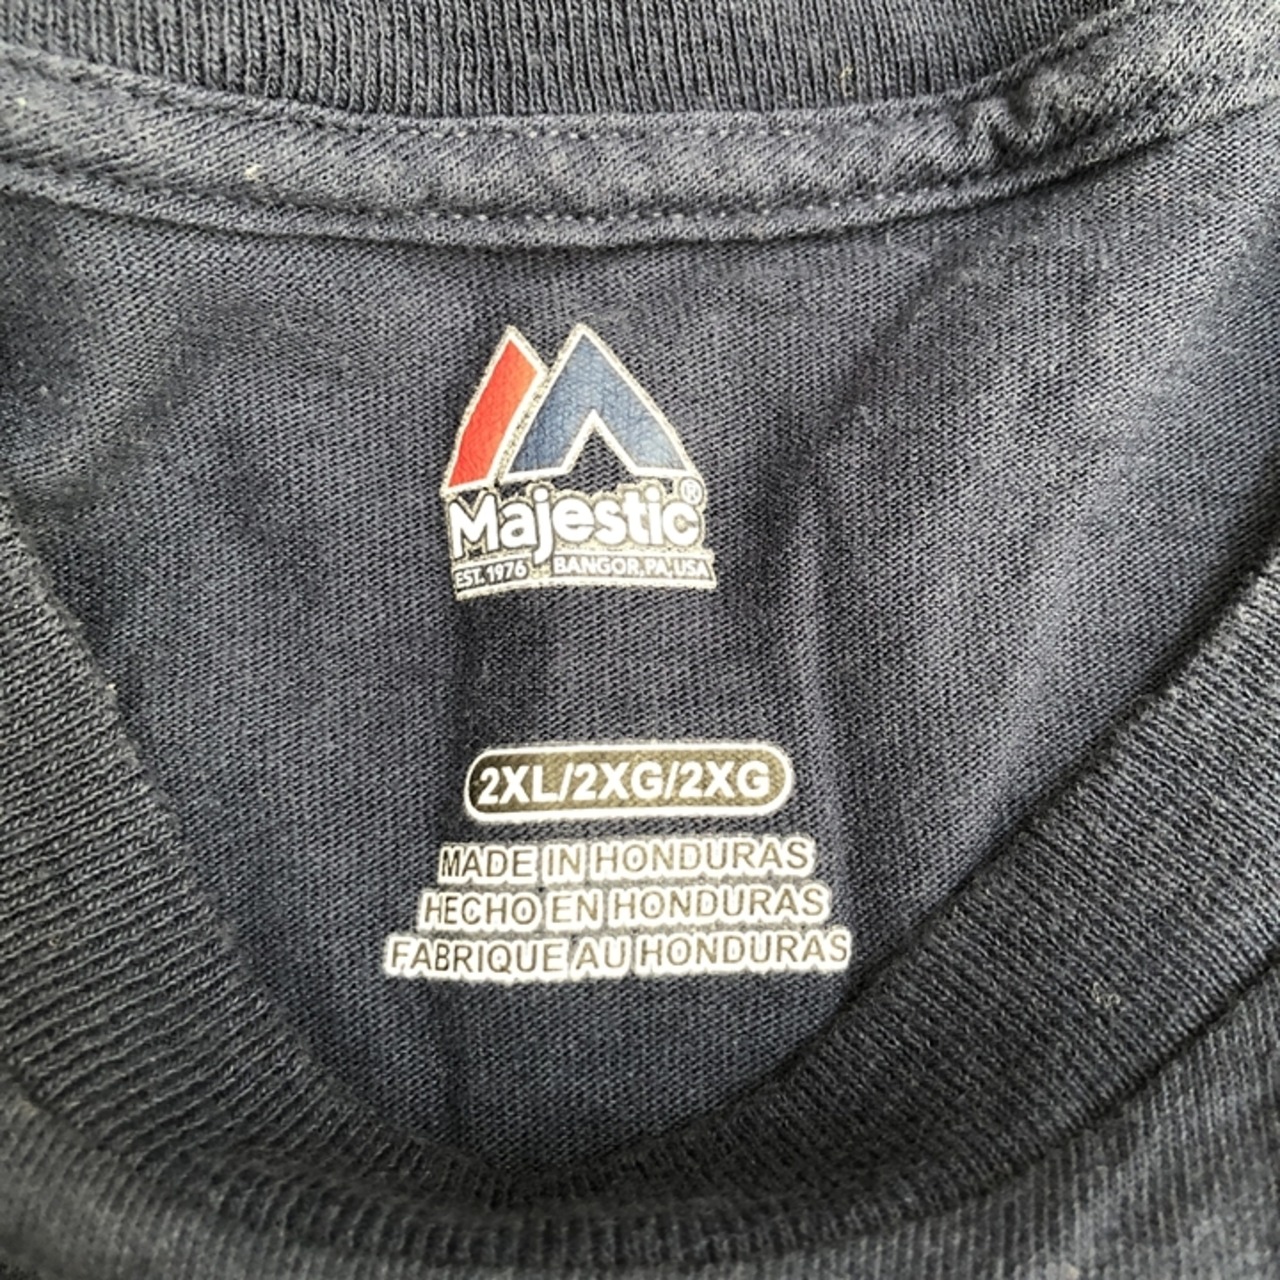 Majestic®
EST. 1976 BANGOR, PA, USA
2XL/2XG/2XG
MADE IN HONDURAS
HECHO EN HONDURAS
FABRIQUE AU HONDURAS